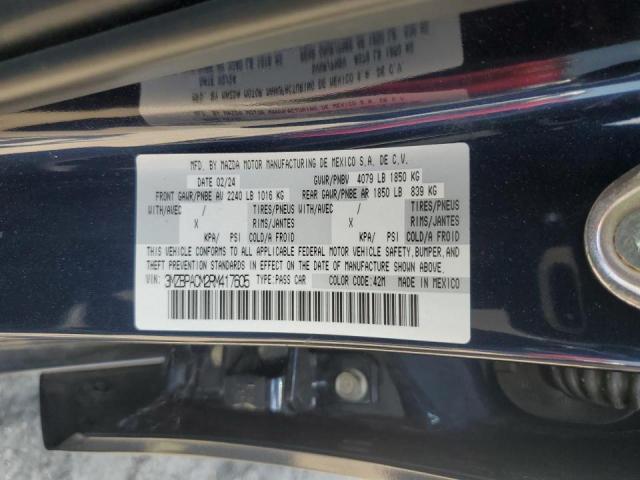 MFD. BY MAZDA MOTOR MANUFACTURING DE MEXICO S.A. DE C.V.
DATE 02/24 GVWR/PNBV 4079 LB 1850 KG
FRONT GAWR/PNBE AV 2240 LB 1016 KG REAR GAWR/PNBE AR 1850 LB 839 KG
WITH/AVEC / TIRES/PNEUS WITH/AVEC / TIRES/PNEUS
X RIMS/JANTES X RIMS/JANTES
KPA/ PSI COLD/A FROID KPA/ PSI COLD/A FROID
THIS VEHICLE CONFORMS TO ALL APPLICABLE FEDERAL MOTOR VEHICLE SAFETY, BUMPER, AND
THEFT PREVENTION STANDARDS IN EFFECT ON THE DATE OF MANUFACTURE SHOWN ABOVE.
VIN: 3MZBPACM2RM417605 TYPE:PASS CAR COLOR CODE:42M MADE IN MEXICO